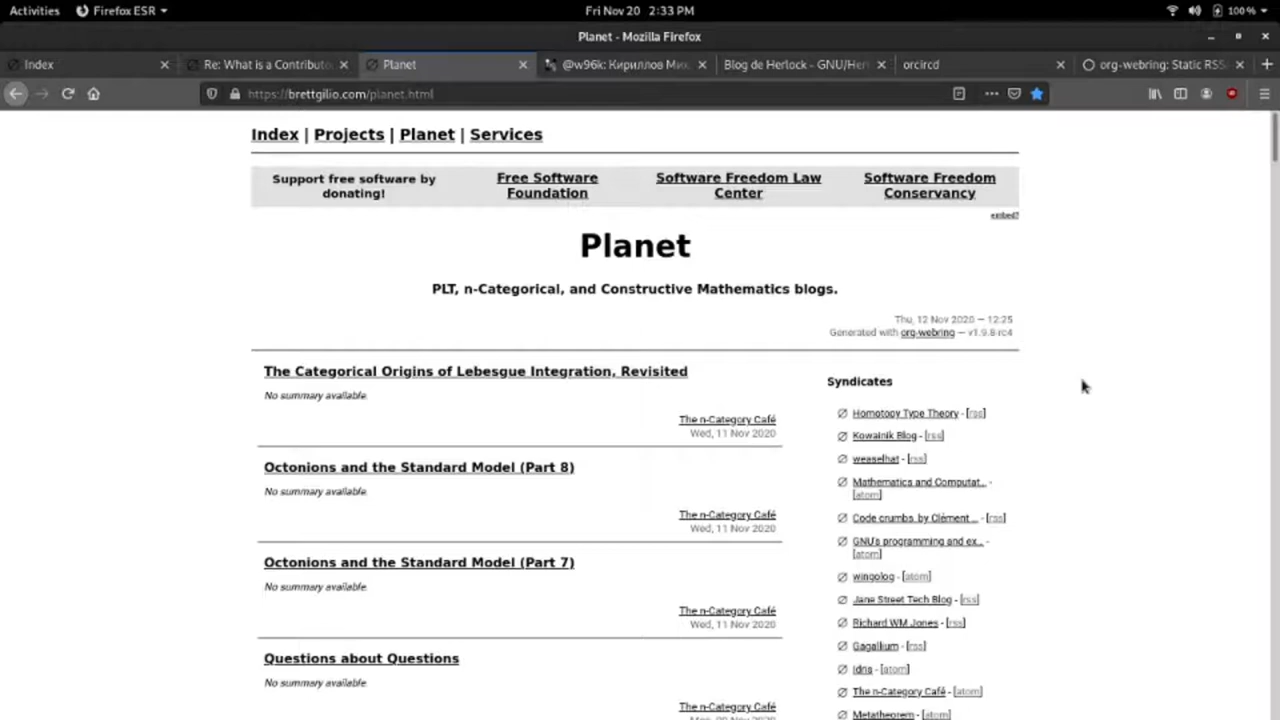 Activities Firefox ESR Fri Nov 20 2:33 PM 100 %
Planet - Mozilla Firefox
Index Re: What is a Contributo Planet @w96k: Кириллов Ми Blog de Herlock - GNU/Her orcircd org-webring: Static RSS
https://brettgilio.com/planet.html
Index | Projects | Planet | Services
Support free software by
donating!
Free Software
Foundation
Software Freedom Law
Center
Software Freedom
Conservancy
embed?
Planet
PLT, n-Categorical, and Constructive Mathematics blogs.
Thu, 12 Nov 2020 — 12:25
Generated with org-webring — v1.9.8-rc4
The Categorical Origins of Lebesgue Integration, Revisited
No summary available.
The n-Category Café
Wed, 11 Nov 2020
Octonions and the Standard Model (Part 8)
No summary available.
The n-Category Café
Wed, 11 Nov 2020
Octonions and the Standard Model (Part 7)
No summary available.
The n-Category Café
Wed, 11 Nov 2020
Questions about Questions
No summary available.
The n-Category Café
Syndicates
∅ Homotopy Type Theory - [rss]
∅ Kowainik Blog - [rss]
∅ weaselhat - [rss]
∅ Mathematics and Computat... -
[atom]
∅ Code crumbs, by Clément ... - [rss]
∅ GNU's programming and ex... -
[atom]
∅ wingolog - [atom]
∅ Jane Street Tech Blog - [rss]
∅ Richard WM Jones - [rss]
∅ Gagallium - [rss]
∅ Idris - [atom]
∅ The n-Category Café - [atom]
∅ Metatheorem - [atom]